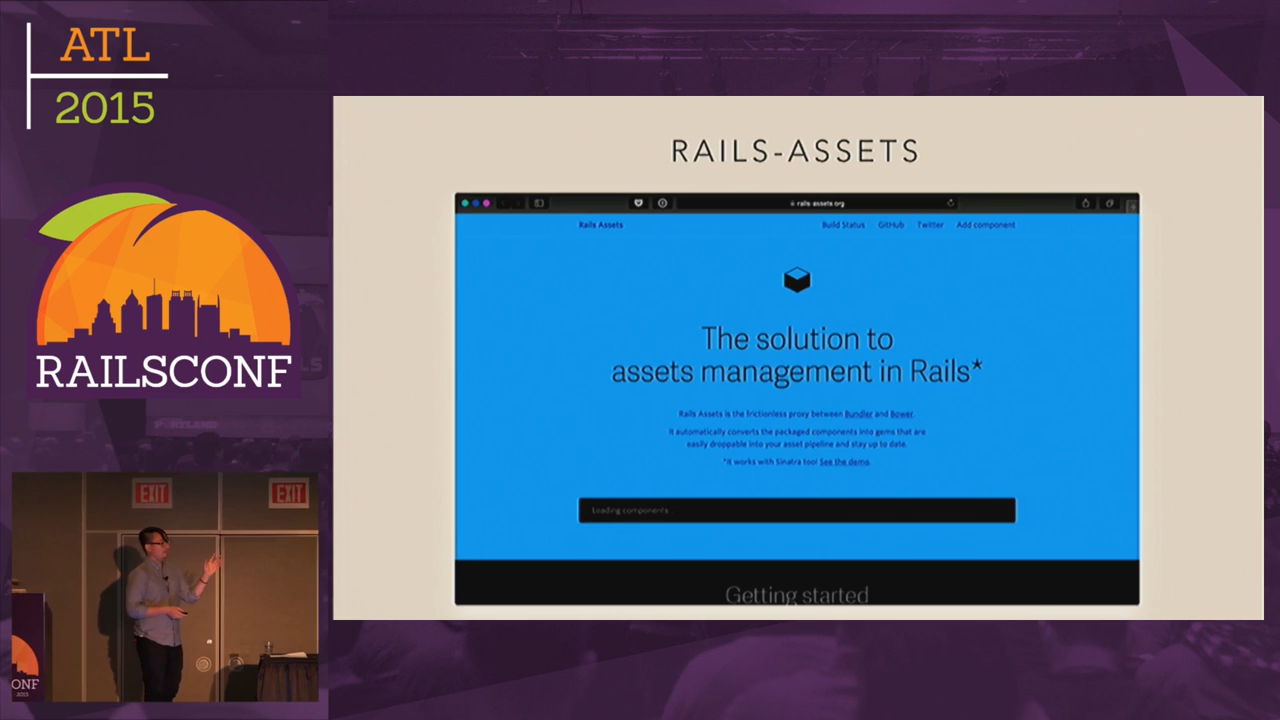 ATL
2015
RAILSCONF
PORTLAND
EXIT
EXIT
ONF
2015
RAILS-ASSETS
rails-assets.org
Rails Assets
Build Status
GitHub
Twitter
Add component
The solution to
assets management in Rails*
Rails Assets is the frictionless proxy between Bundler and Bower.
It automatically converts the packaged components into gems that are
easily droppable into your asset pipeline and stay up to date.
*It works with Sinatra too! See the demo.
Loading components
Getting started